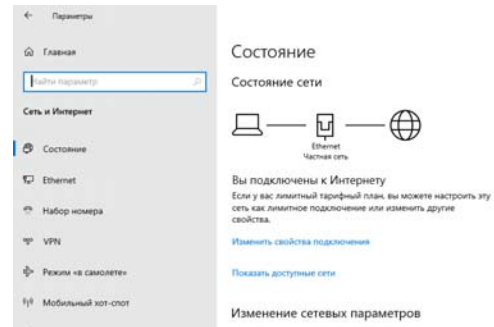 Параметры
Главная
Найти параметр
Сеть и Интернет
Состояние
Ethernet
Набор номера
VPN
Режим «в самолете»
Мобильный хот-спот
Состояние
Состояние сети
Ethernet
Частная сеть
Вы подключены к Интернету
Если у вас лимитный тарифный план, вы можете настроить эту
сеть как лимитное подключение или изменить другие
свойства.
Изменить свойства подключения
Показать доступные сети
Изменение сетевых параметров